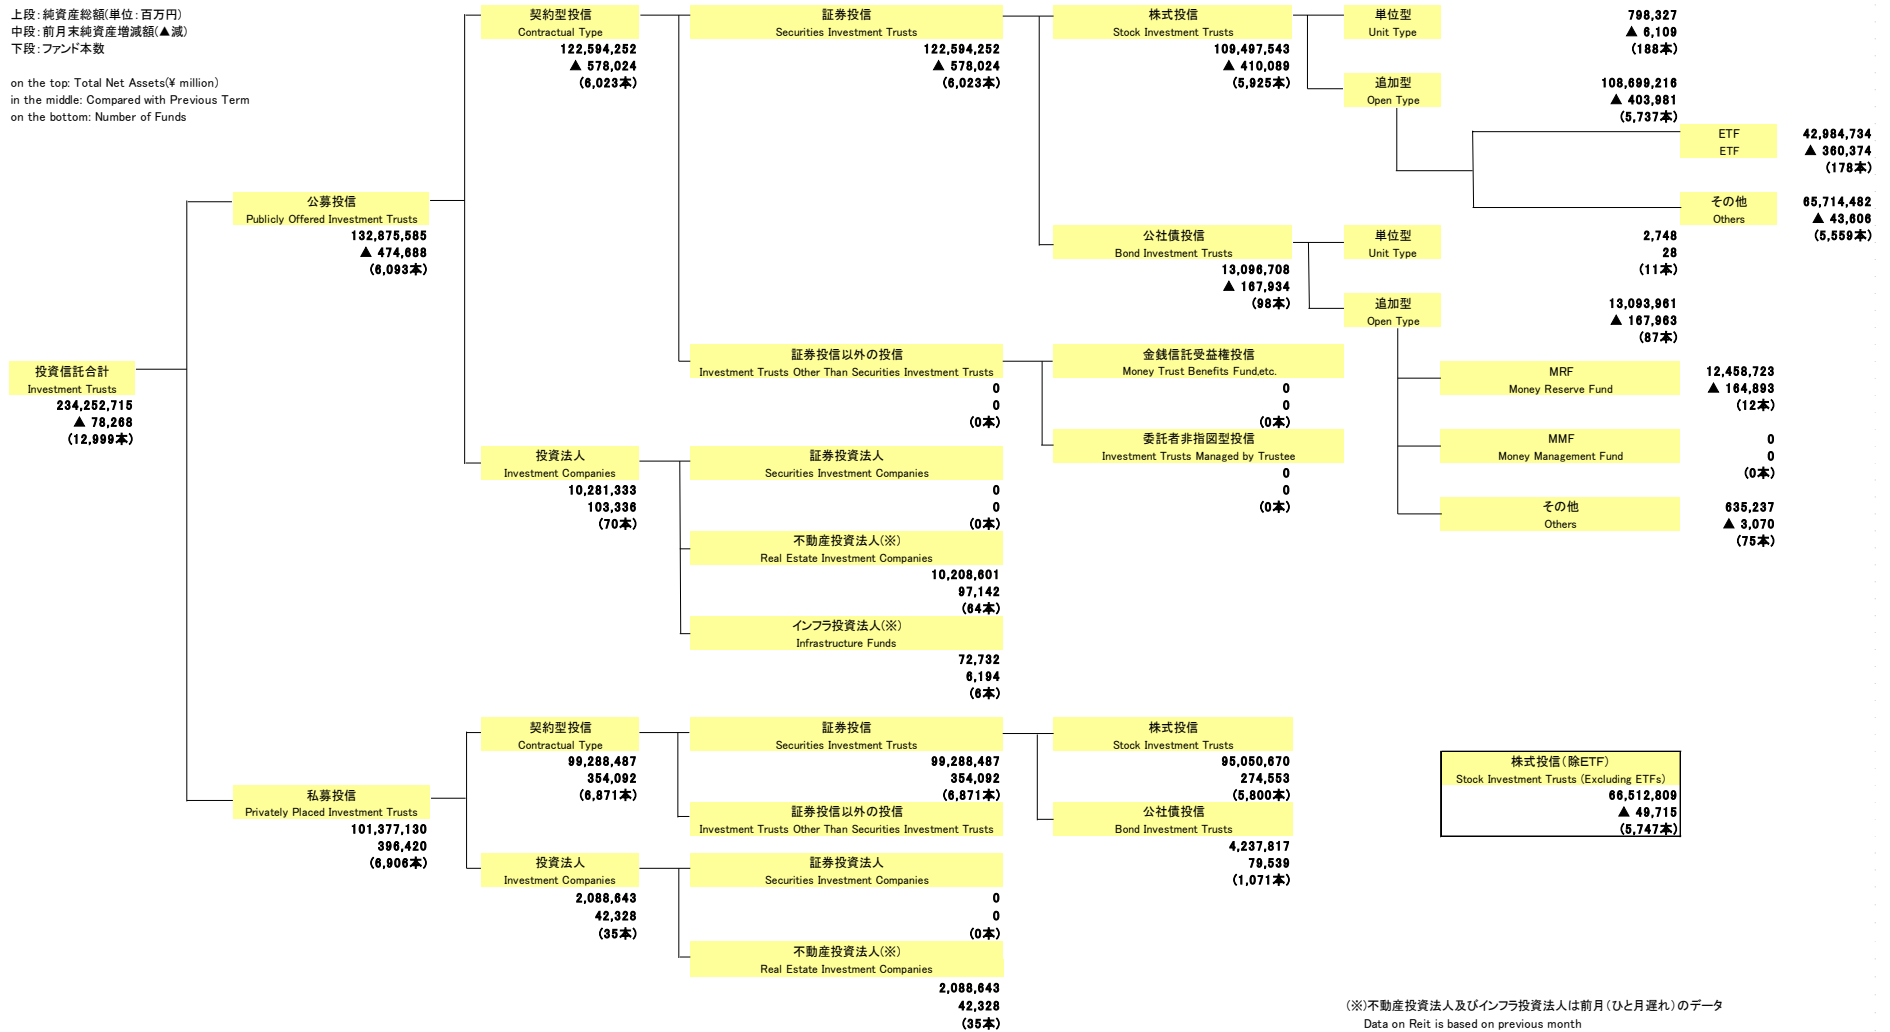 上段:純資産総額(単位:百万円)
中段:前月末純資産増減額(▲減)
下段:ファンド本数
on the top: Total Net Assets(¥ million)
in the middle: Compared with Previous Term
on the bottom: Number of Funds
投資信託合計
Investment Trusts
234,252,715
▲ 78,268
(12,999本)
公募投信
Publicly Offered Investment Trusts
132,875,585
▲ 474,688
(6,093本)
契約型投信
Contractual Type
122,594,252
▲ 578,024
(6,023本)
証券投信
Securities Investment Trusts
122,594,252
▲ 578,024
(6,023本)
株式投信
Stock Investment Trusts
109,497,543
▲ 410,089
(5,925本)
単位型
Unit Type
798,327
▲ 6,109
(188本)
追加型
Open Type
108,699,216
▲ 403,981
(5,737本)
ETF
ETF
42,984,734
▲ 360,374
(178本)
その他
Others
65,714,482
▲ 43,606
(5,559本)
公社債投信
Bond Investment Trusts
13,096,708
▲ 167,934
(98本)
単位型
Unit Type
2,748
28
(11本)
追加型
Open Type
13,093,961
▲ 167,963
(87本)
MRF
Money Reserve Fund
12,458,723
▲ 164,893
(12本)
MMF
Money Management Fund
0
0
(0本)
その他
Others
635,237
▲ 3,070
(75本)
証券投信以外の投信
Investment Trusts Other Than Securities Investment Trusts
0
0
(0本)
金銭信託受益権投信
Money Trust Benefits Fund,etc.
0
0
(0本)
委託者非指図型投信
Investment Trusts Managed by Trustee
0
0
(0本)
投資法人
Investment Companies
10,281,333
103,336
(70本)
証券投資法人
Securities Investment Companies
0
0
(0本)
不動産投資法人(※)
Real Estate Investment Companies
10,208,601
97,142
(64本)
インフラ投資法人(※)
Infrastructure Funds
72,732
6,194
(6本)
私募投信
Privately Placed Investment Trusts
101,377,130
396,420
(6,906本)
契約型投信
Contractual Type
99,288,487
354,092
(6,871本)
証券投信
Securities Investment Trusts
99,288,487
354,092
(6,871本)
株式投信
Stock Investment Trusts
95,050,670
274,553
(5,800本)
公社債投信
Bond Investment Trusts
4,237,817
79,539
(1,071本)
証券投信以外の投信
Investment Trusts Other Than Securities Investment Trusts
投資法人
Investment Companies
2,088,643
42,328
(35本)
証券投資法人
Securities Investment Companies
0
0
(0本)
不動産投資法人(※)
Real Estate Investment Companies
2,088,643
42,328
(35本)
株式投信(除ETF)
Stock Investment Trusts (Excluding ETFs)
66,512,809
▲ 49,715
(5,747本)
(※)不動産投資法人及びインフラ投資法人は前月(ひと月遅れ)のデータ
Data on Reit is based on previous month